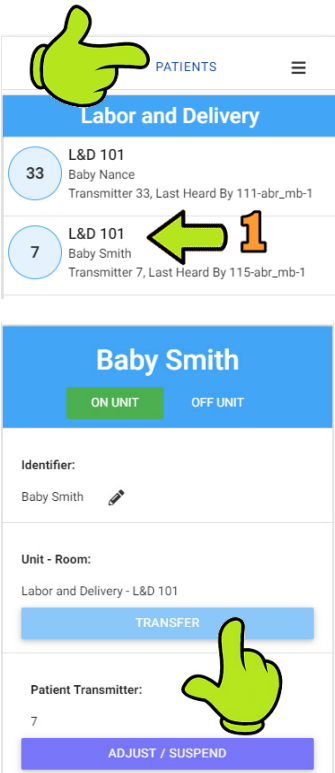 PATIENTS
Labor and Delivery
33
L&D 101
Baby Nance
Transmitter 33, Last Heard By 111-abr_mb-1
7
L&D 101
1
Baby Smith
Transmitter 7, Last Heard By 115-abr_mb-1
Baby Smith
ON UNIT OFF UNIT
Identifier:
Baby Smith
Unit - Room:
Labor and Delivery - L&D 101
TRANSFER
Patient Transmitter:
7
ADJUST / SUSPEND